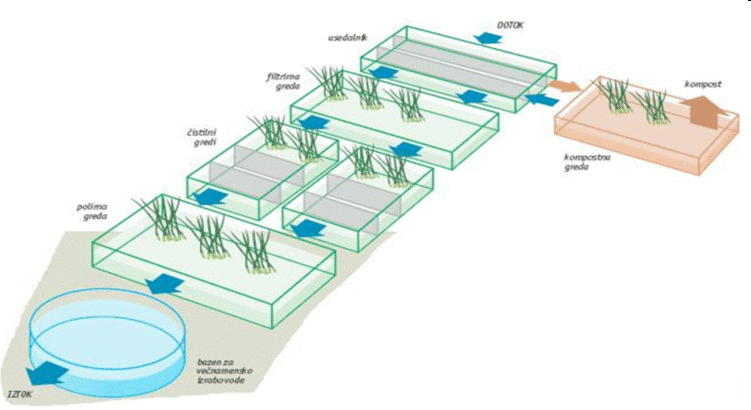 DOTOK
usedalnik
filtrirna
greda
kompost
čistilni
gredi
kompostna
greda
polirna
greda
bazen za
večnamensko
izrabo vode
IZTOK